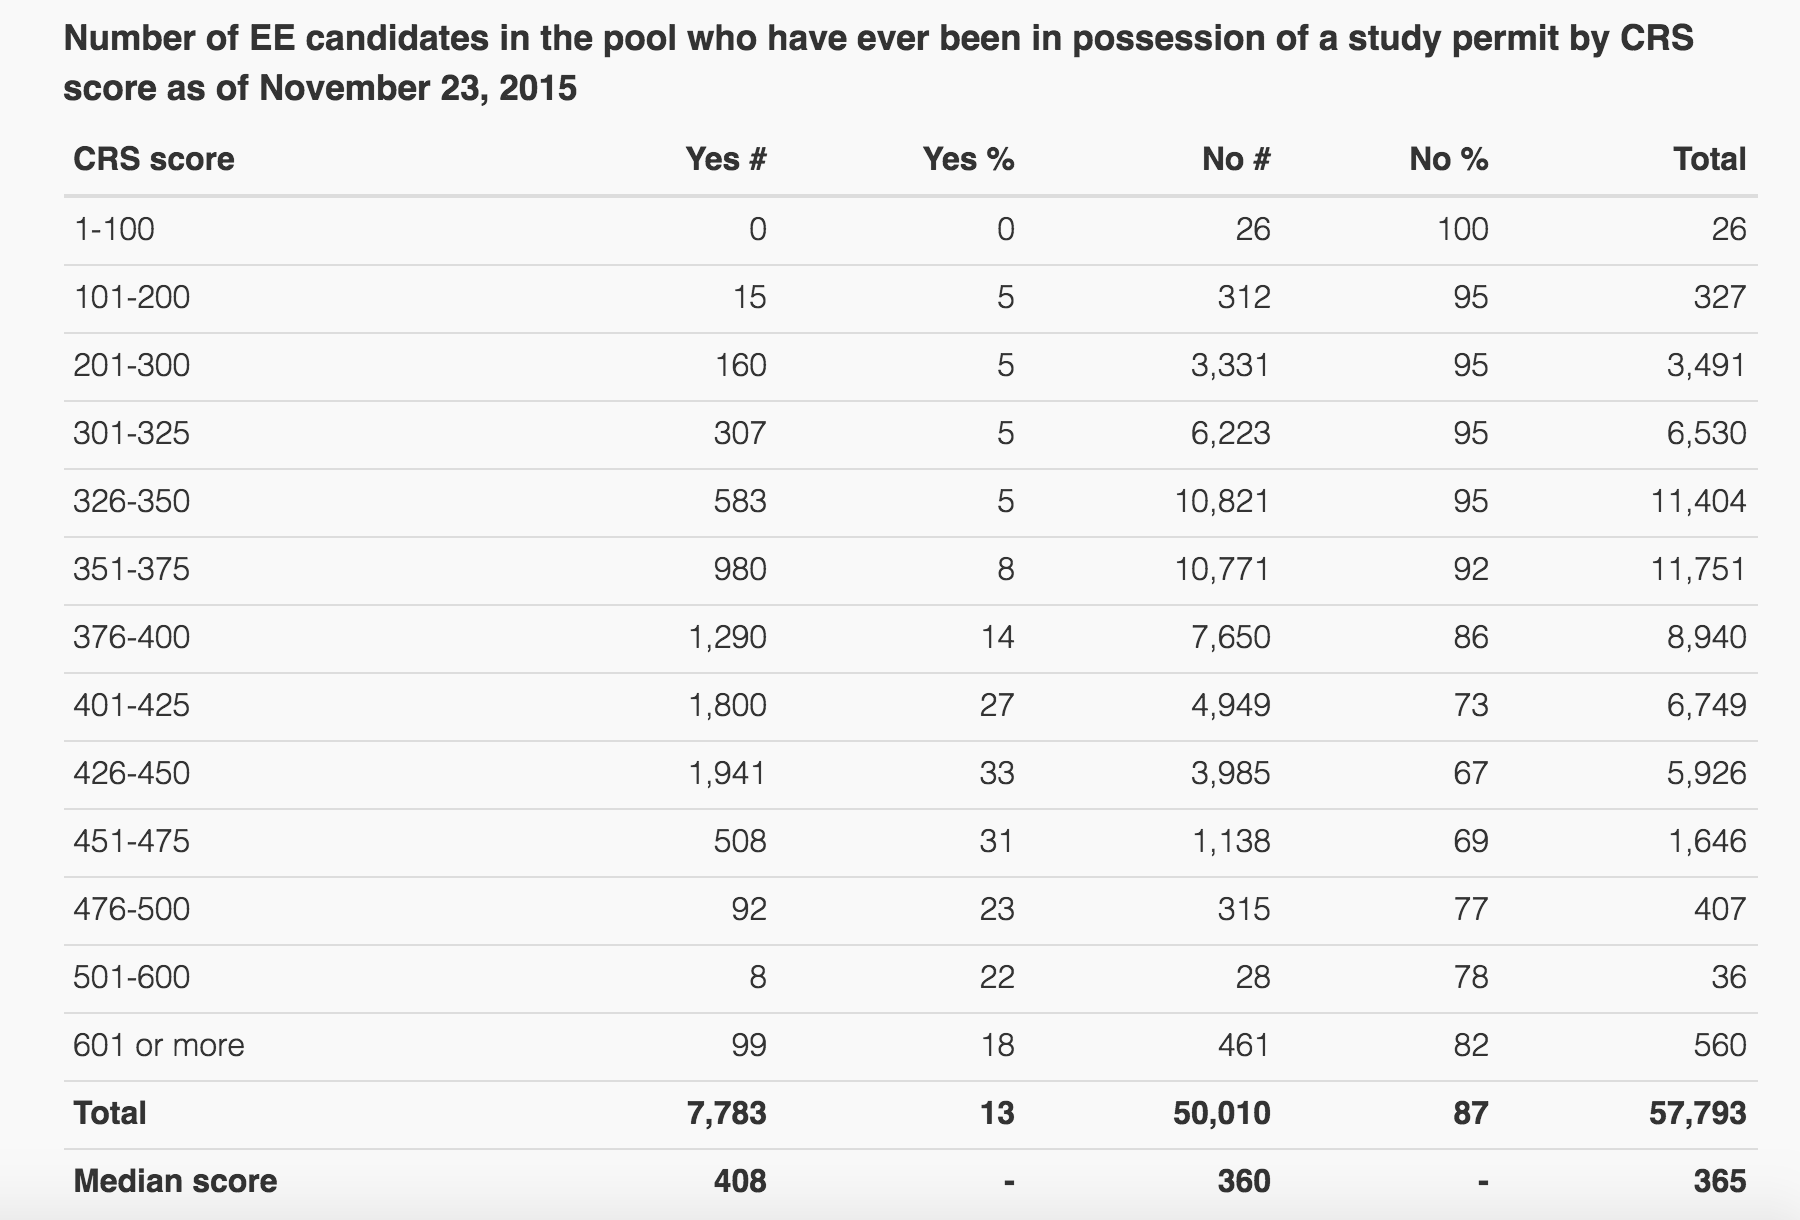 Number of EE candidates in the pool who have ever been in possession of a study permit by CRS
score as of November 23, 2015
CRS score Yes # Yes % No # No % Total
1-100 0 0 26 100 26
101-200 15 5 312 95 327
201-300 160 5 3,331 95 3,491
301-325 307 5 6,223 95 6,530
326-350 583 5 10,821 95 11,404
351-375 980 8 10,771 92 11,751
376-400 1,290 14 7,650 86 8,940
401-425 1,800 27 4,949 73 6,749
426-450 1,941 33 3,985 67 5,926
451-475 508 31 1,138 69 1,646
476-500 92 23 315 77 407
501-600 8 22 28 78 36
601 or more 99 18 461 82 560
Total 7,783 13 50,010 87 57,793
Median score 408 - 360 - 365